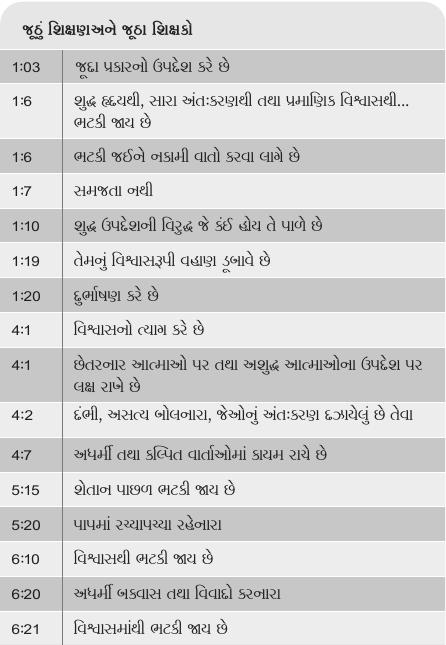 જૂઠું શિક્ષણઅને જૂઠા શિક્ષકો
1:03 જૂદા પ્રકારનો ઉપદેશ કરે છે
1:6 શુદ્ધ હૃદયથી, સારા અંતઃકરણથી તથા પ્રમાણિક વિશ્વાસથી...
ભટકી જાય છે
1:6 ભટકી જઈને નકામી વાતો કરવા લાગે છે
1:7 સમજતા નથી
1:10 શુદ્ધ ઉપદેશની વિરુદ્ધ જે કંઈ હોય તે પાળે છે
1:19 તેમનું વિશ્વાસરૂપી વહાણ ડૂબાવે છે
1:20 દુર્ભાષણ કરે છે
4:1 વિશ્વાસનો ત્યાગ કરે છે
4:1 છેતરનાર આત્માઓ પર તથા અશુદ્ધ આત્માઓના ઉપદેશ પર
લક્ષ રાખે છે
4:2 દંભી, અસત્ય બોલનારા, જેઓનું અંતઃકરણ દઝાયેલું છે તેવા
4:7 અધર્મી તથા કલ્પિત વાર્તાઓમાં કાયમ રાચે છે
5:15 શેતાન પાછળ ભટકી જાય છે
5:20 પાપમાં રચ્યાપચ્યા રહેનારા
6:10 વિશ્વાસથી ભટકી જાય છે
6:20 અધર્મી બકવાસ તથા વિવાદો કરનારા
6:21 વિશ્વાસમાંથી ભટકી જાય છે